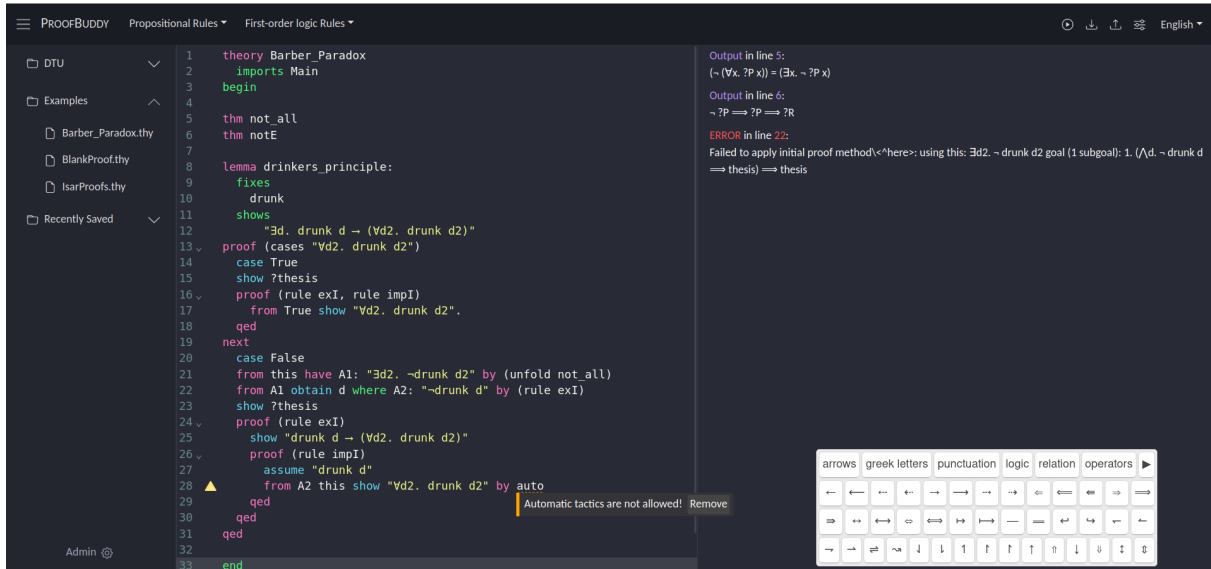 PROOFBUDDY Propositional Rules First-order logic Rules English
DTU
Examples
Barber_Paradox.thy
BlankProof.thy
IsarProofs.thy
Recently Saved
Admin
1 theory Barber_Paradox
2 imports Main
3 begin
4
5 thm not_all
6 thm notE
7
8 lemma drinkers_principle:
9 fixes
10 drunk
11 shows
12 "∃d. drunk d → (∀d2. drunk d2)"
13 proof (cases "∀d2. drunk d2")
14 case True
15 show ?thesis
16 proof (rule exI, rule impI)
17 from True show "∀d2. drunk d2".
18 qed
19 next
20 case False
21 from this have A1: "∃d2. ¬drunk d2" by (unfold not_all)
22 from A1 obtain d where A2: "¬drunk d" by (rule exI)
23 show ?thesis
24 proof (rule exI)
25 show "drunk d → (∀d2. drunk d2)"
26 proof (rule impI)
27 assume "drunk d"
28 from A2 this show "∀d2. drunk d2" by auto
29 qed
Automatic tactics are not allowed! Remove
30 qed
31 qed
32
33 end
Output in line 5:
(¬ (∀x. ?P x)) = (∃x. ¬ ?P x)
Output in line 6:
¬ ?P ⟹ ?P ⟹ ?R
ERROR in line 22:
Failed to apply initial proof method\<^here>: using this: ∃d2. ¬ drunk d2 goal (1 subgoal): 1. (⋀d. ¬ drunk d
⟹ thesis) ⟹ thesis
arrows greek letters punctuation logic relation operators